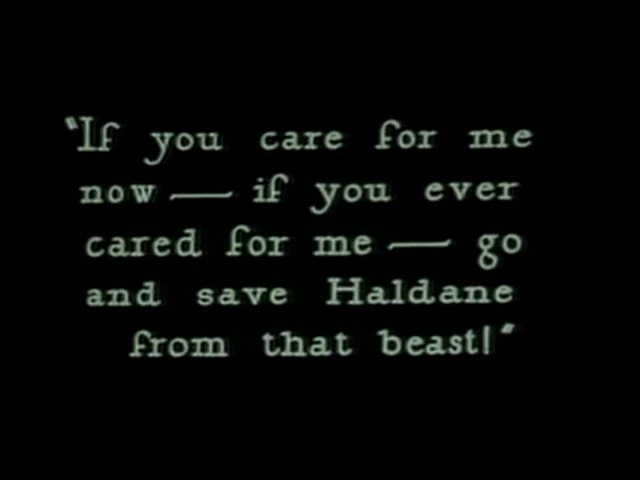 "If you care for me
now — if you ever
cared for me — go
and save Haldane
from that beast!"